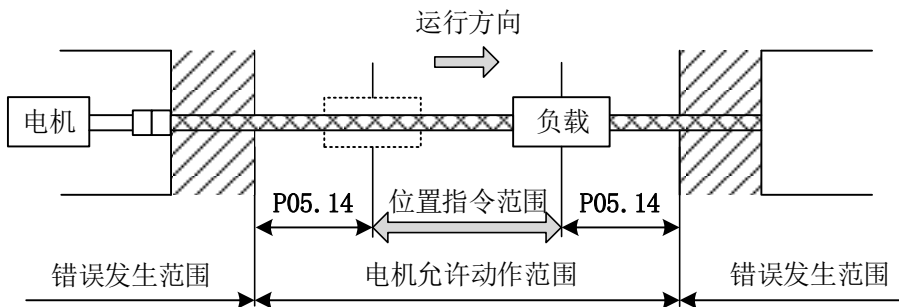 运行方向
电机
负载
P05.14
位置指令范围
P05.14
错误发生范围
电机允许动作范围
错误发生范围